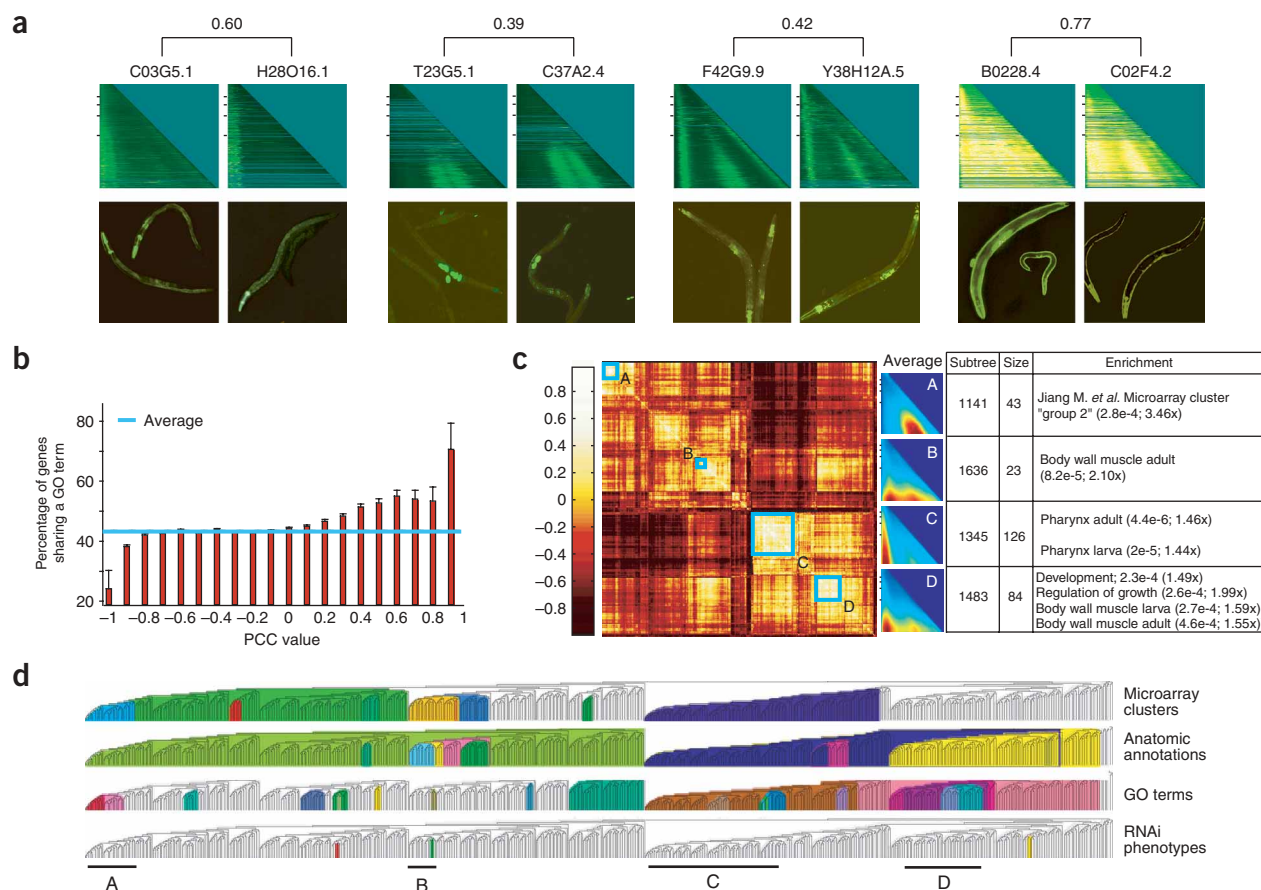 a
0.60 0.39 0.42 0.77
C03G5.1 H28O16.1 T23G5.1 C37A2.4 F42G9.9 Y38H12A.5 B0228.4 C02F4.2
b
Percentage of genes
sharing a GO term
80
60
40
20
Average
−1 −0.8 −0.6 −0.4 −0.2 0 0.2 0.4 0.6 0.8 1
PCC value
c
0.8
0.6
0.4
0.2
0
−0.2
−0.4
−0.6
−0.8
A
B
C
D
Average Subtree Size Enrichment
A 1141 43 Jiang M. et al. Microarray cluster
"group 2" (2.8e-4; 3.46x)
B 1636 23 Body wall muscle adult
(8.2e-5; 2.10x)
C 1345 126 Pharynx adult (4.4e-6; 1.46x)
Pharynx larva (2e-5; 1.44x)
D 1483 84 Development; 2.3e-4 (1.49x)
Regulation of growth (2.6e-4; 1.99x)
Body wall muscle larva (2.7e-4; 1.59x)
Body wall muscle adult (4.6e-4; 1.55x)
d
Microarray
clusters
Anatomic
annotations
GO terms
RNAi
phenotypes
A B C D